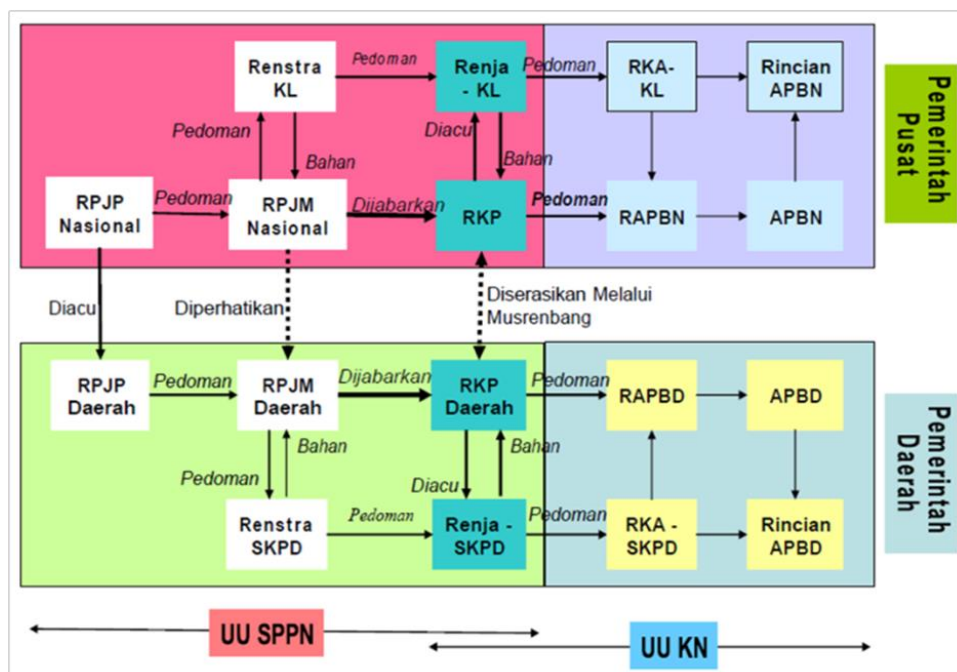 Renstra
KL
Pedoman
Renja
- KL
Pedoman
RKA-
KL
Rincian
APBN
Pemerintah
Pusat
Pedoman
Bahan
Diacu
Bahan
RPJP
Nasional
Pedoman
RPJM
Nasional
Dijabarkan
RKP
Pedoman
RAPBN
APBN
Diacu
Diperhatikan
Diserasikan Melalui
Musrenbang
RPJP
Daerah
Pedoman
RPJM
Daerah
Dijabarkan
RKP
Daerah
Pedoman
RAPBD
APBD
Pemerintah
Daerah
Pedoman
Bahan
Diacu
Bahan
Renstra
SKPD
Pedoman
Renja -
SKPD
Pedoman
RKA -
SKPD
Rincian
APBD
UU SPPN
UU KN